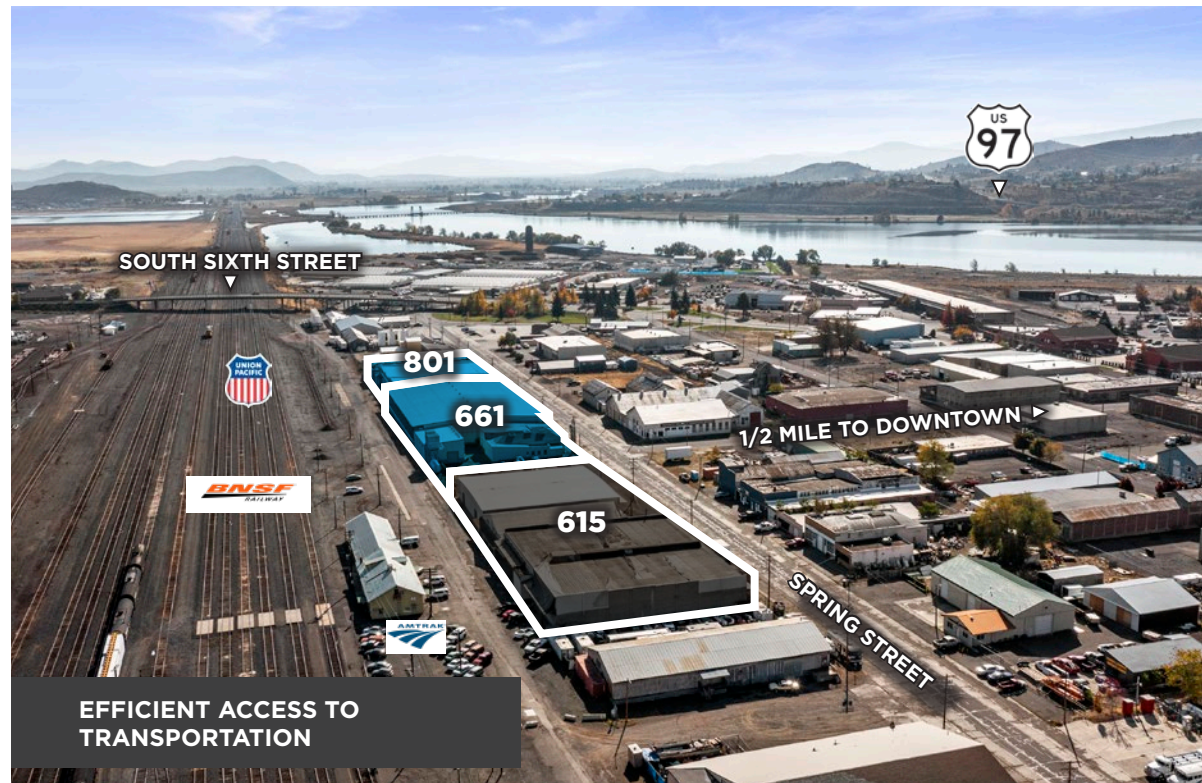 US
97
SOUTH SIXTH STREET
UNION
PACIFIC
801
661
1/2 MILE TO DOWNTOWN
BNSF
RAILWAY
615
SPRING STREET
AMTRAK
EFFICIENT ACCESS TO
TRANSPORTATION